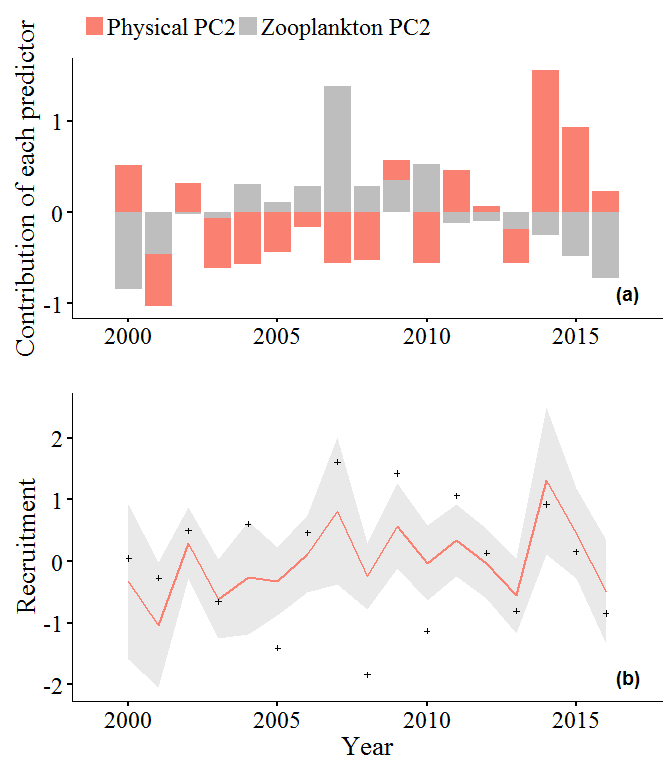 Physical PC2 Zooplankton PC2
Contribution of each predictor
1
0
-1
(a)
2000 2005 2010 2015
Recruitment
2
1
0
-1
-2
(b)
2000 2005 2010 2015
Year